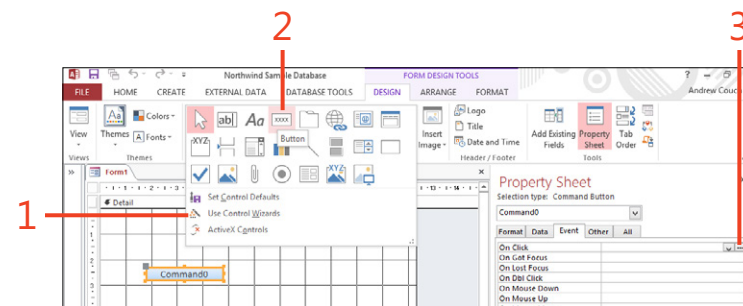 2
3
Northwind Sample Database
FORM DESIGN TOOLS
?
FILE HOME CREATE EXTERNAL DATA DATABASE TOOLS DESIGN ARRANGE FORMAT
Andrew Couc
View
Views
Aa
Themes
Colors
A Fonts
Themes
ab Aa xxxx
XYZ
Button
XYZ
Set Control Defaults
Use Control Wizards
ActiveX Controls
Insert
Image
Logo
Title
Date and Time
Header / Footer
Add Existing
Fields
Property
Sheet
Tab
Order
Tools
Form1
Detail
1
Command0
Property Sheet
Selection type: Command Button
Command0
Format Data Event Other All
On Click
On Got Focus
On Lost Focus
On Dbl Click
On Mouse Down
On Mouse Up